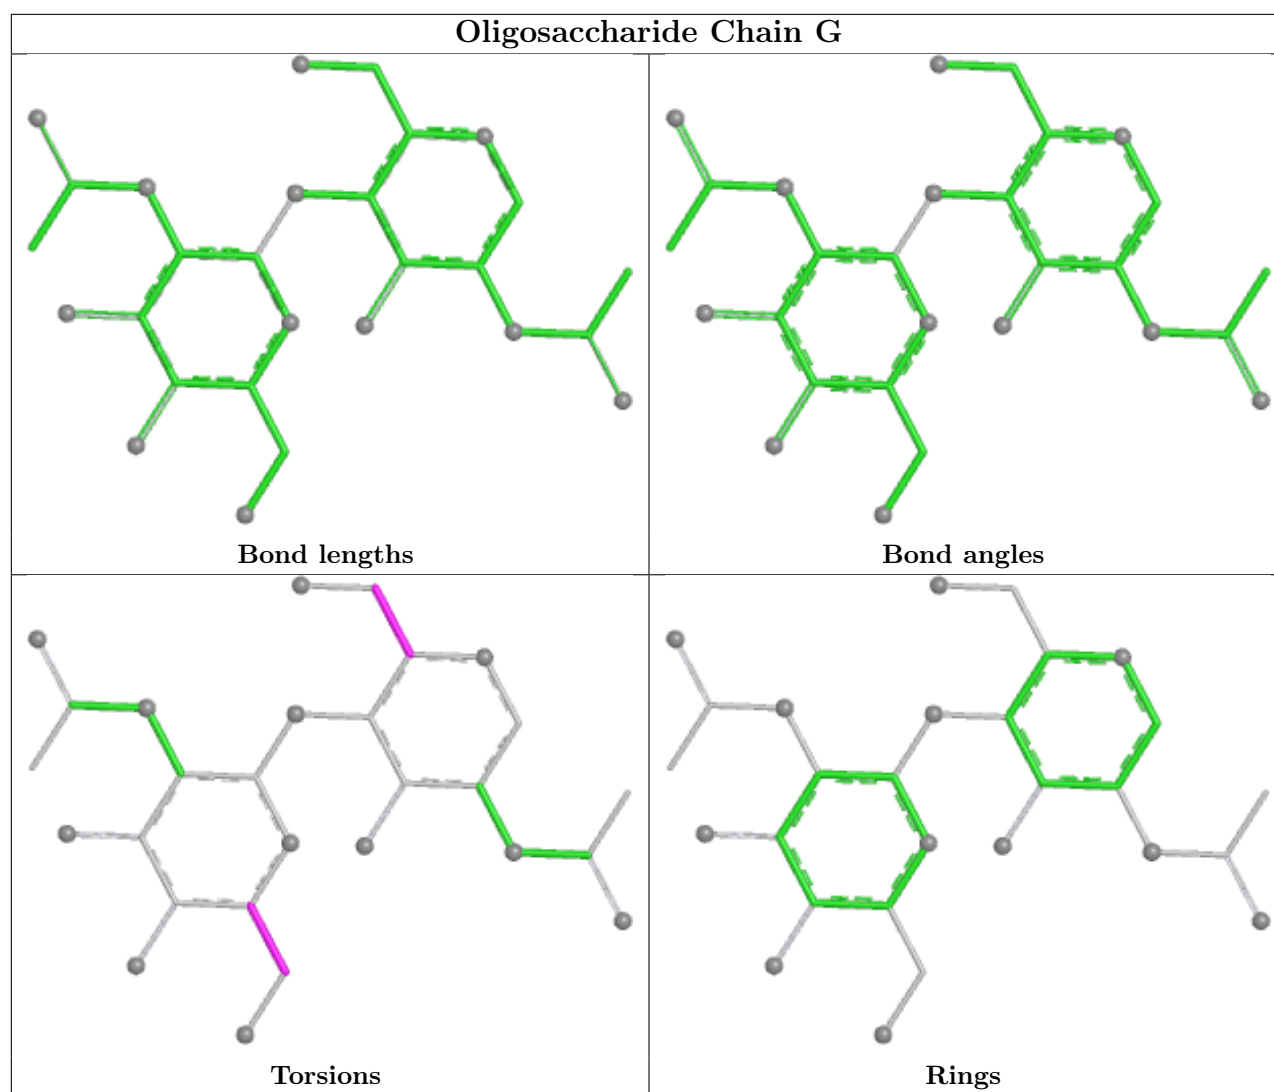 Oligosaccharide Chain G
Bond lengths
Bond angles
Torsions
Rings